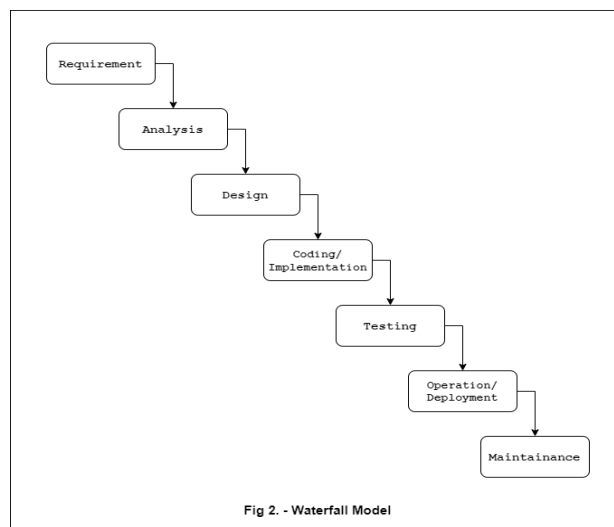 Requirement
Analysis
Design
Coding/
Implementation
Testing
Operation/
Deployment
Maintainance
Fig 2. - Waterfall Model